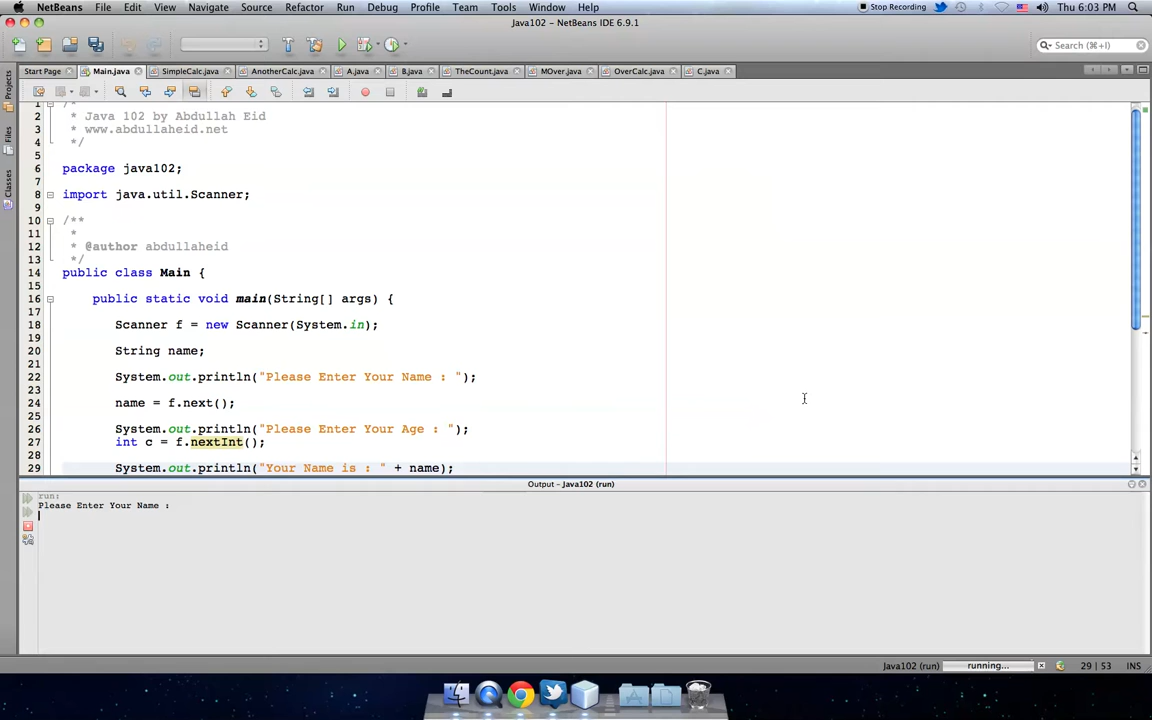 NetBeans File Edit View Navigate Source Refactor Run Debug Profile Team Tools Window Help Stop Recording Thu 6:03 PM
Java102 - NetBeans IDE 6.9.1
Search (⌘+I)
Start Page Main.java SimpleCalc.java AnotherCalc.java A.java B.java TheCount.java MOver.java OverCalc.java C.java
Projects
Files
Classes
1 /*
2 * Java 102 by Abdullah Eid
3 * www.abdullaheid.net
4 */
5
6 package java102;
7
8 import java.util.Scanner;
9
10 /**
11 *
12 * @author abdullaheid
13 */
14 public class Main {
15
16 public static void main(String[] args) {
17
18 Scanner f = new Scanner(System.in);
19
20 String name;
21
22 System.out.println("Please Enter Your Name : ");
23
24 name = f.next();
25
26 System.out.println("Please Enter Your Age : ");
27 int c = f.nextInt();
28
29 System.out.println("Your Name is : " + name);
Output - Java102 (run)
run:
Please Enter Your Name :
Java102 (run) running... 29 | 53 INS